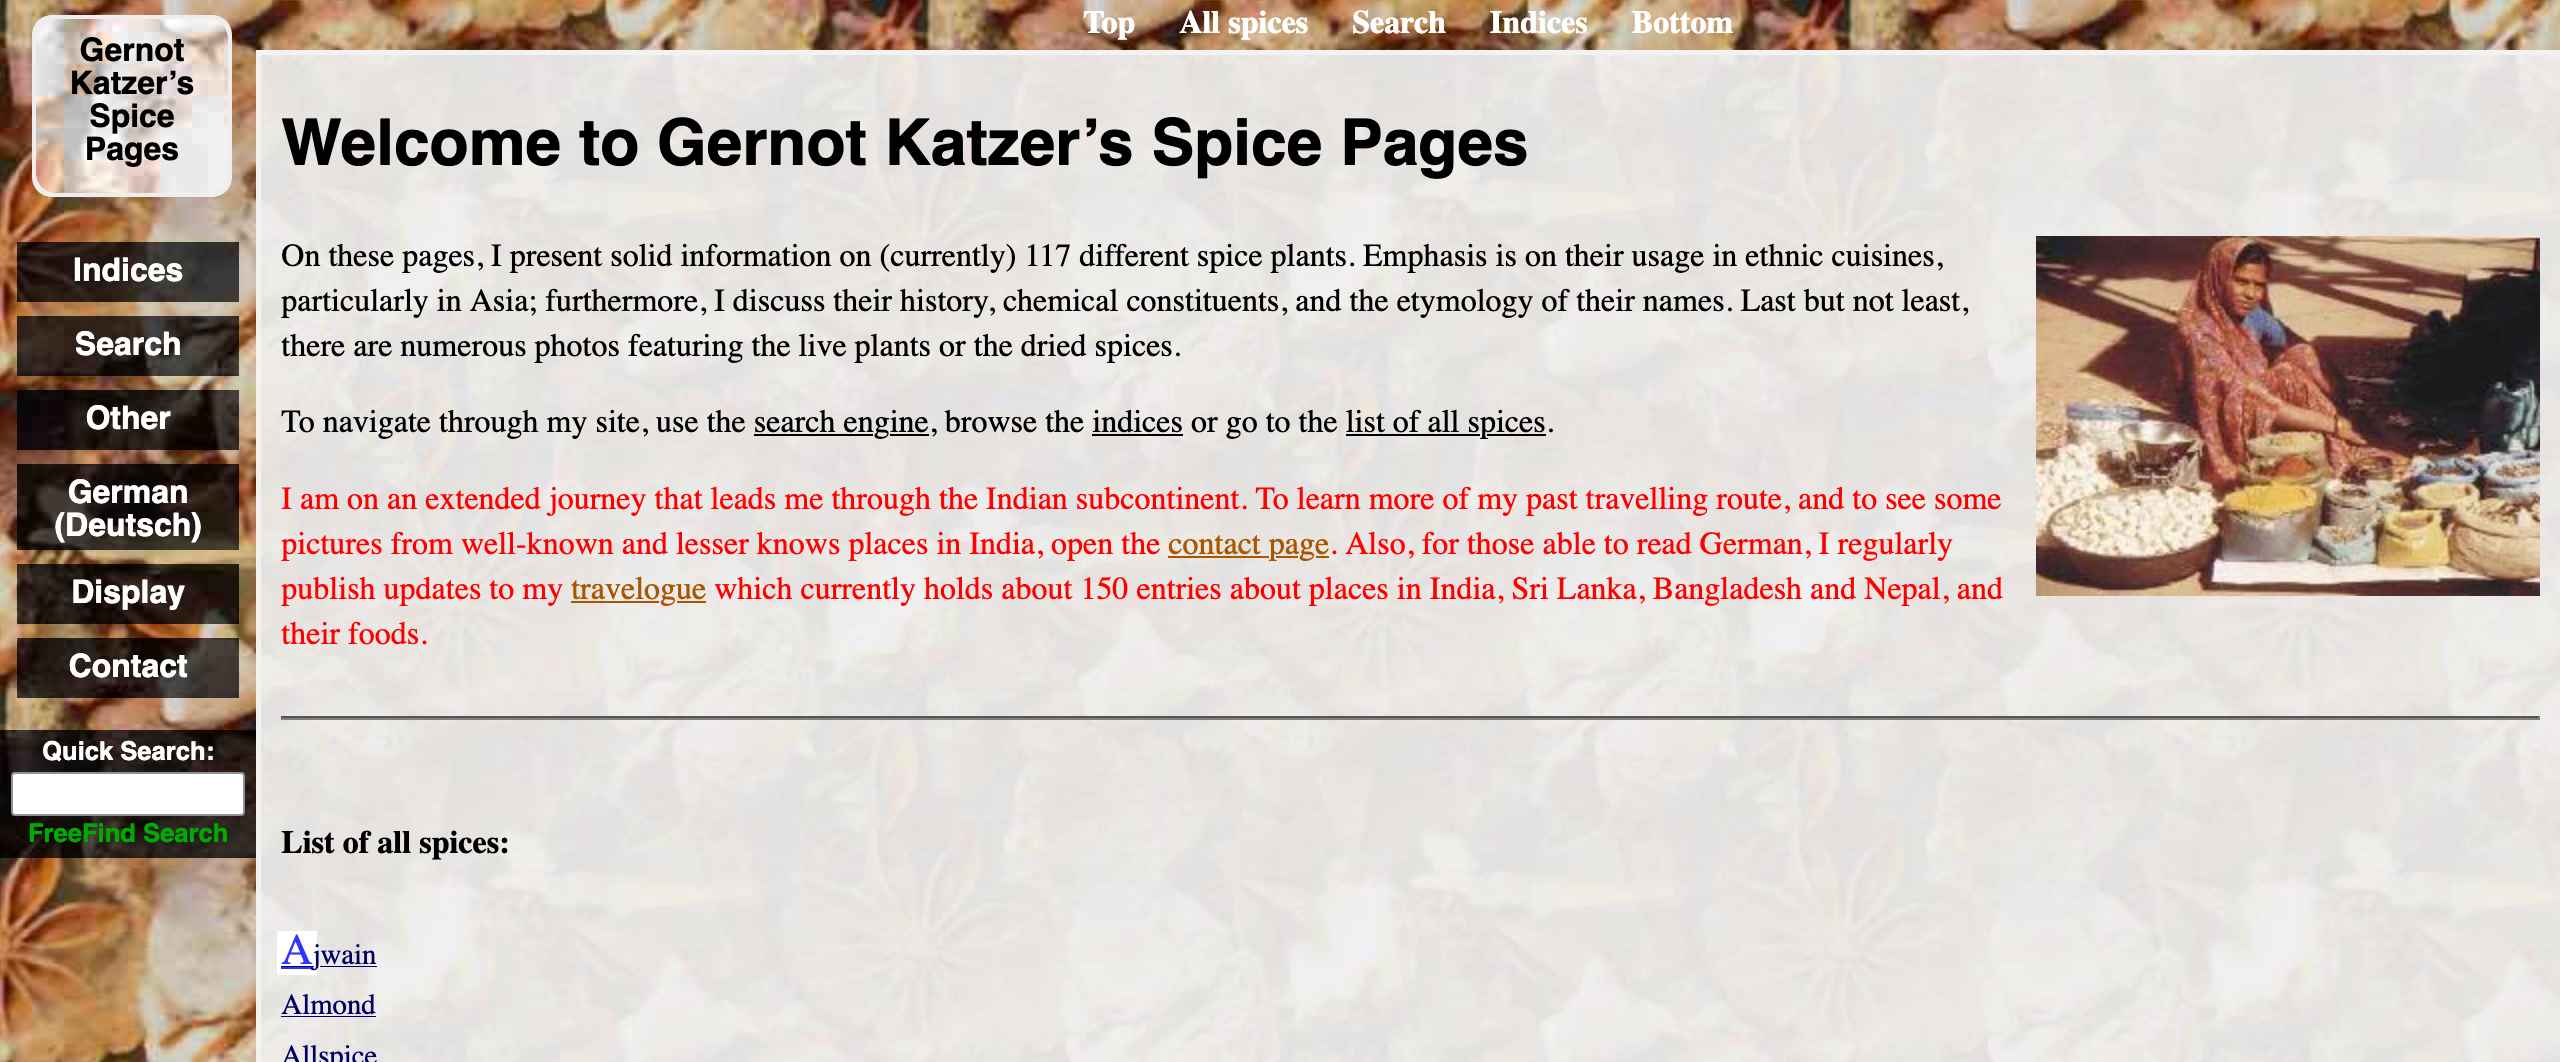 Top All spices Search Indices Bottom
Gernot
Katzer’s
Spice
Pages
Indices
Search
Other
German
(Deutsch)
Display
Contact
Quick Search:
FreeFind Search
Welcome to Gernot Katzer’s Spice Pages
On these pages, I present solid information on (currently) 117 different spice plants. Emphasis is on their usage in ethnic cuisines,
particularly in Asia; furthermore, I discuss their history, chemical constituents, and the etymology of their names. Last but not least,
there are numerous photos featuring the live plants or the dried spices.
To navigate through my site, use the search engine, browse the indices or go to the list of all spices.
I am on an extended journey that leads me through the Indian subcontinent. To learn more of my past travelling route, and to see some
pictures from well-known and lesser knows places in India, open the contact page. Also, for those able to read German, I regularly
publish updates to my travelogue which currently holds about 150 entries about places in India, Sri Lanka, Bangladesh and Nepal, and
their foods.
List of all spices:
Ajwain
Almond
Allspice